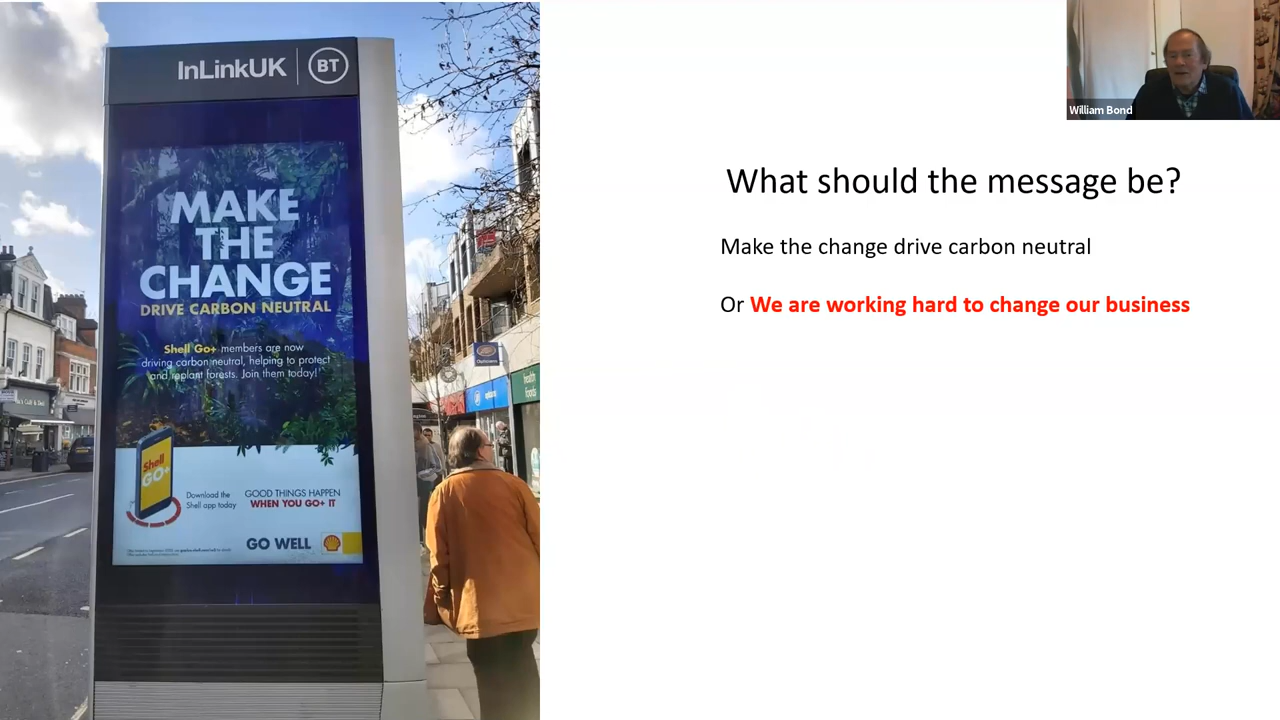 InLinkUK
BT
MAKE
THE
CHANGE
DRIVE CARBON NEUTRAL
Shell Go+ members are now
driving carbon neutral, helping to protect
and replant forests. Join them today!
Shell
GO+
Download the
Shell app today
GOOD THINGS HAPPEN
WHEN YOU GO+ IT
GO WELL
health
foods
What should the message be?
Make the change drive carbon neutral
Or We are working hard to change our business
William Bond